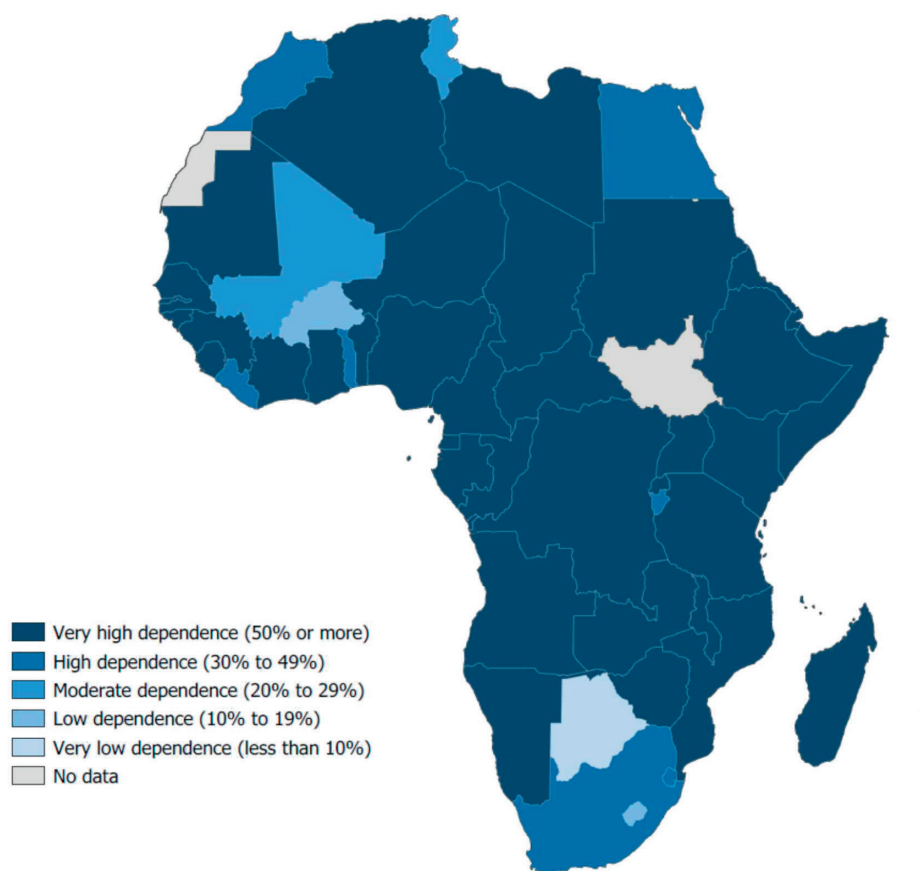 Very high dependence (50% or more)
High dependence (30% to 49%)
Moderate dependence (20% to 29%)
Low dependence (10% to 19%)
Very low dependence (less than 10%)
No data